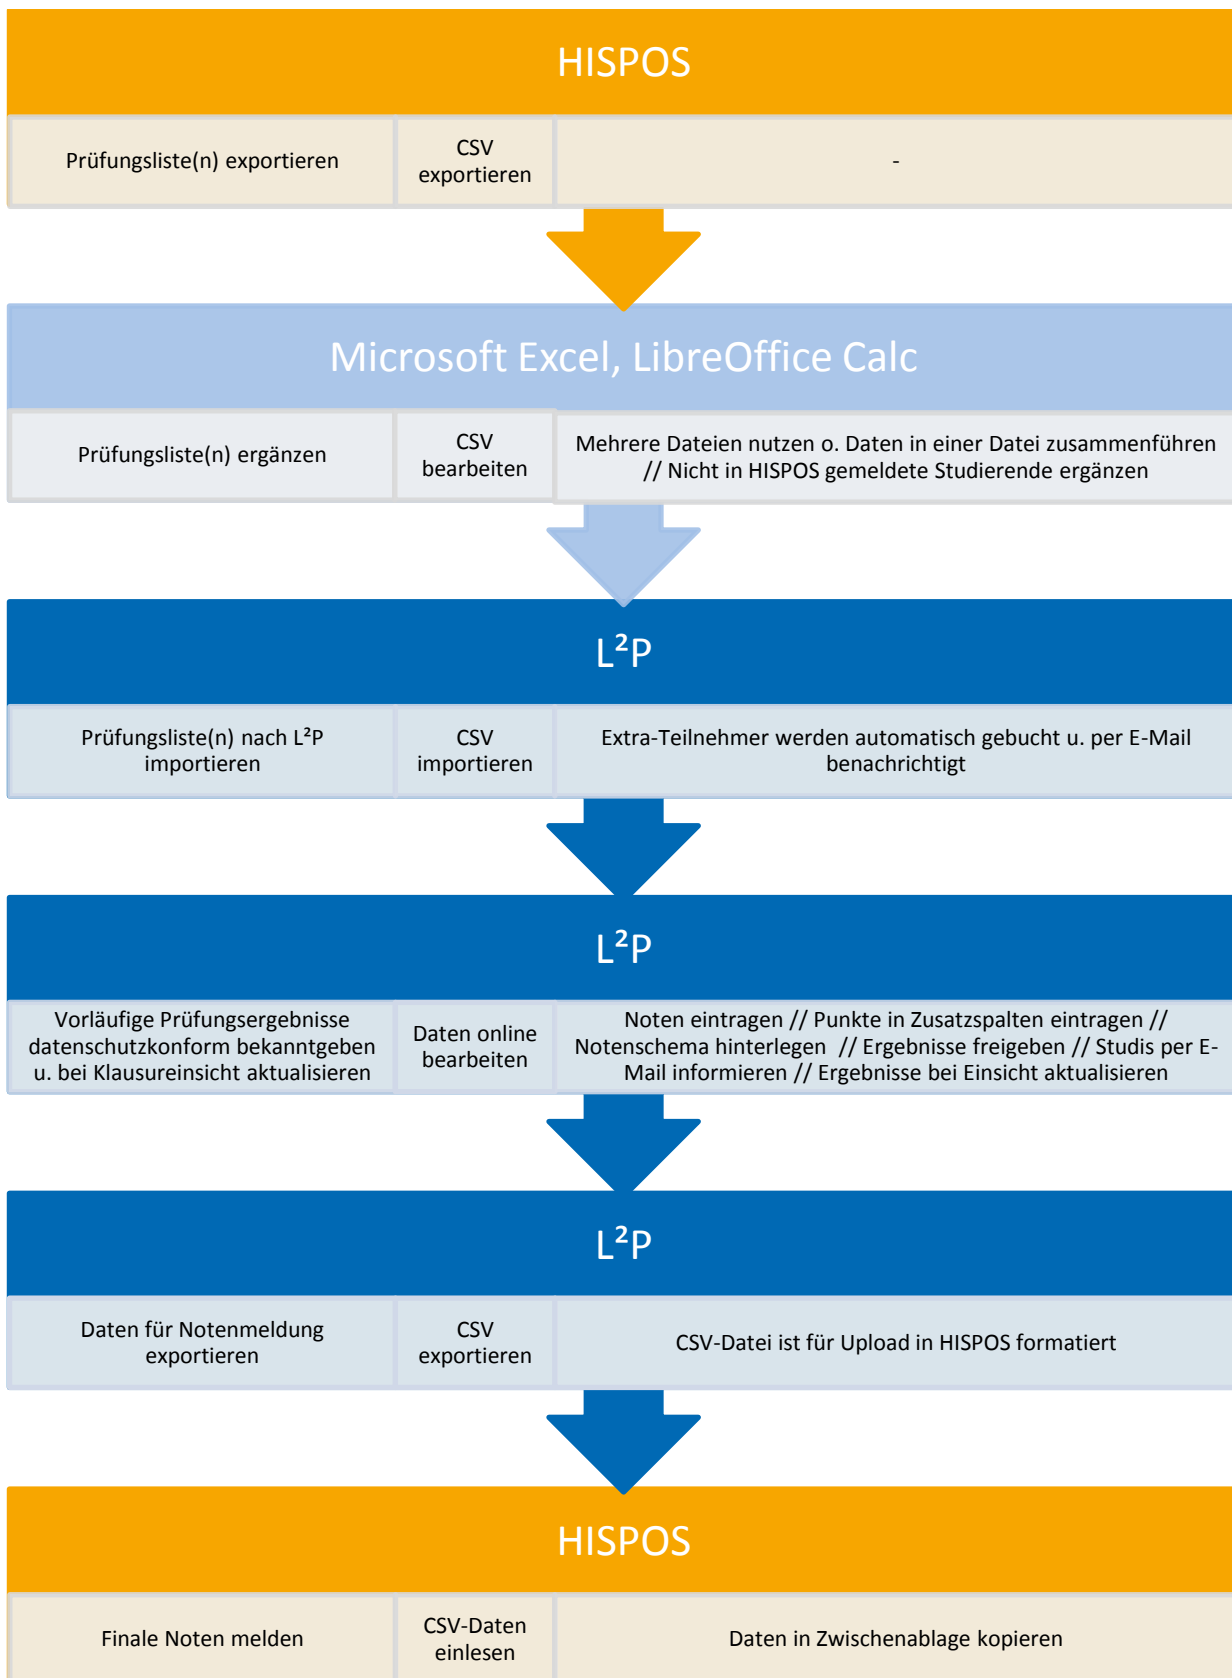 HISPOS
Prüfungsliste(n) exportieren
CSV
exportieren
-
Microsoft Excel, LibreOffice Calc
Prüfungsliste(n) ergänzen
CSV
bearbeiten
Mehrere Dateien nutzen o. Daten in einer Datei zusammenführen
// Nicht in HISPOS gemeldete Studierende ergänzen
L²P
Prüfungsliste(n) nach L²P
importieren
CSV
importieren
Extra-Teilnehmer werden automatisch gebucht u. per E-Mail
benachrichtigt
L²P
Vorläufige Prüfungsergebnisse
datenschutzkonform bekanntgeben
u. bei Klausureinsicht aktualisieren
Daten online
bearbeiten
Noten eintragen // Punkte in Zusatzspalten eintragen //
Notenschema hinterlegen // Ergebnisse freigeben // Studis per E-
Mail informieren // Ergebnisse bei Einsicht aktualisieren
L²P
Daten für Notenmeldung
exportieren
CSV
exportieren
CSV-Datei ist für Upload in HISPOS formatiert
HISPOS
Finale Noten melden
CSV-Daten
einlesen
Daten in Zwischenablage kopieren